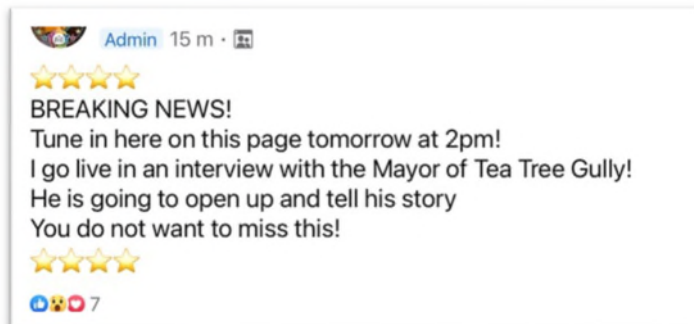 Admin 15 m ·
BREAKING NEWS!
Tune in here on this page tomorrow at 2pm!
I go live in an interview with the Mayor of Tea Tree Gully!
He is going to open up and tell his story
You do not want to miss this!
7